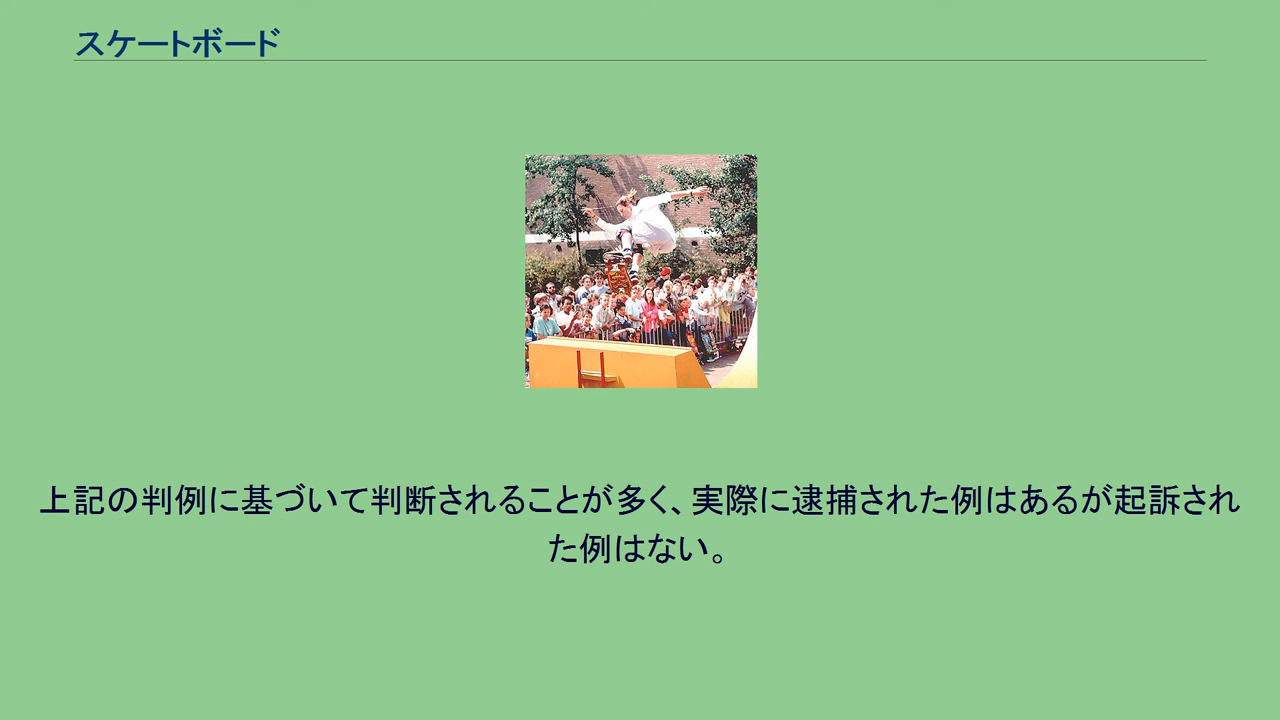 スケートボード
上記の判例に基づいて判断されることが多く、実際に逮捕された例はあるが起訴され
た例はない。